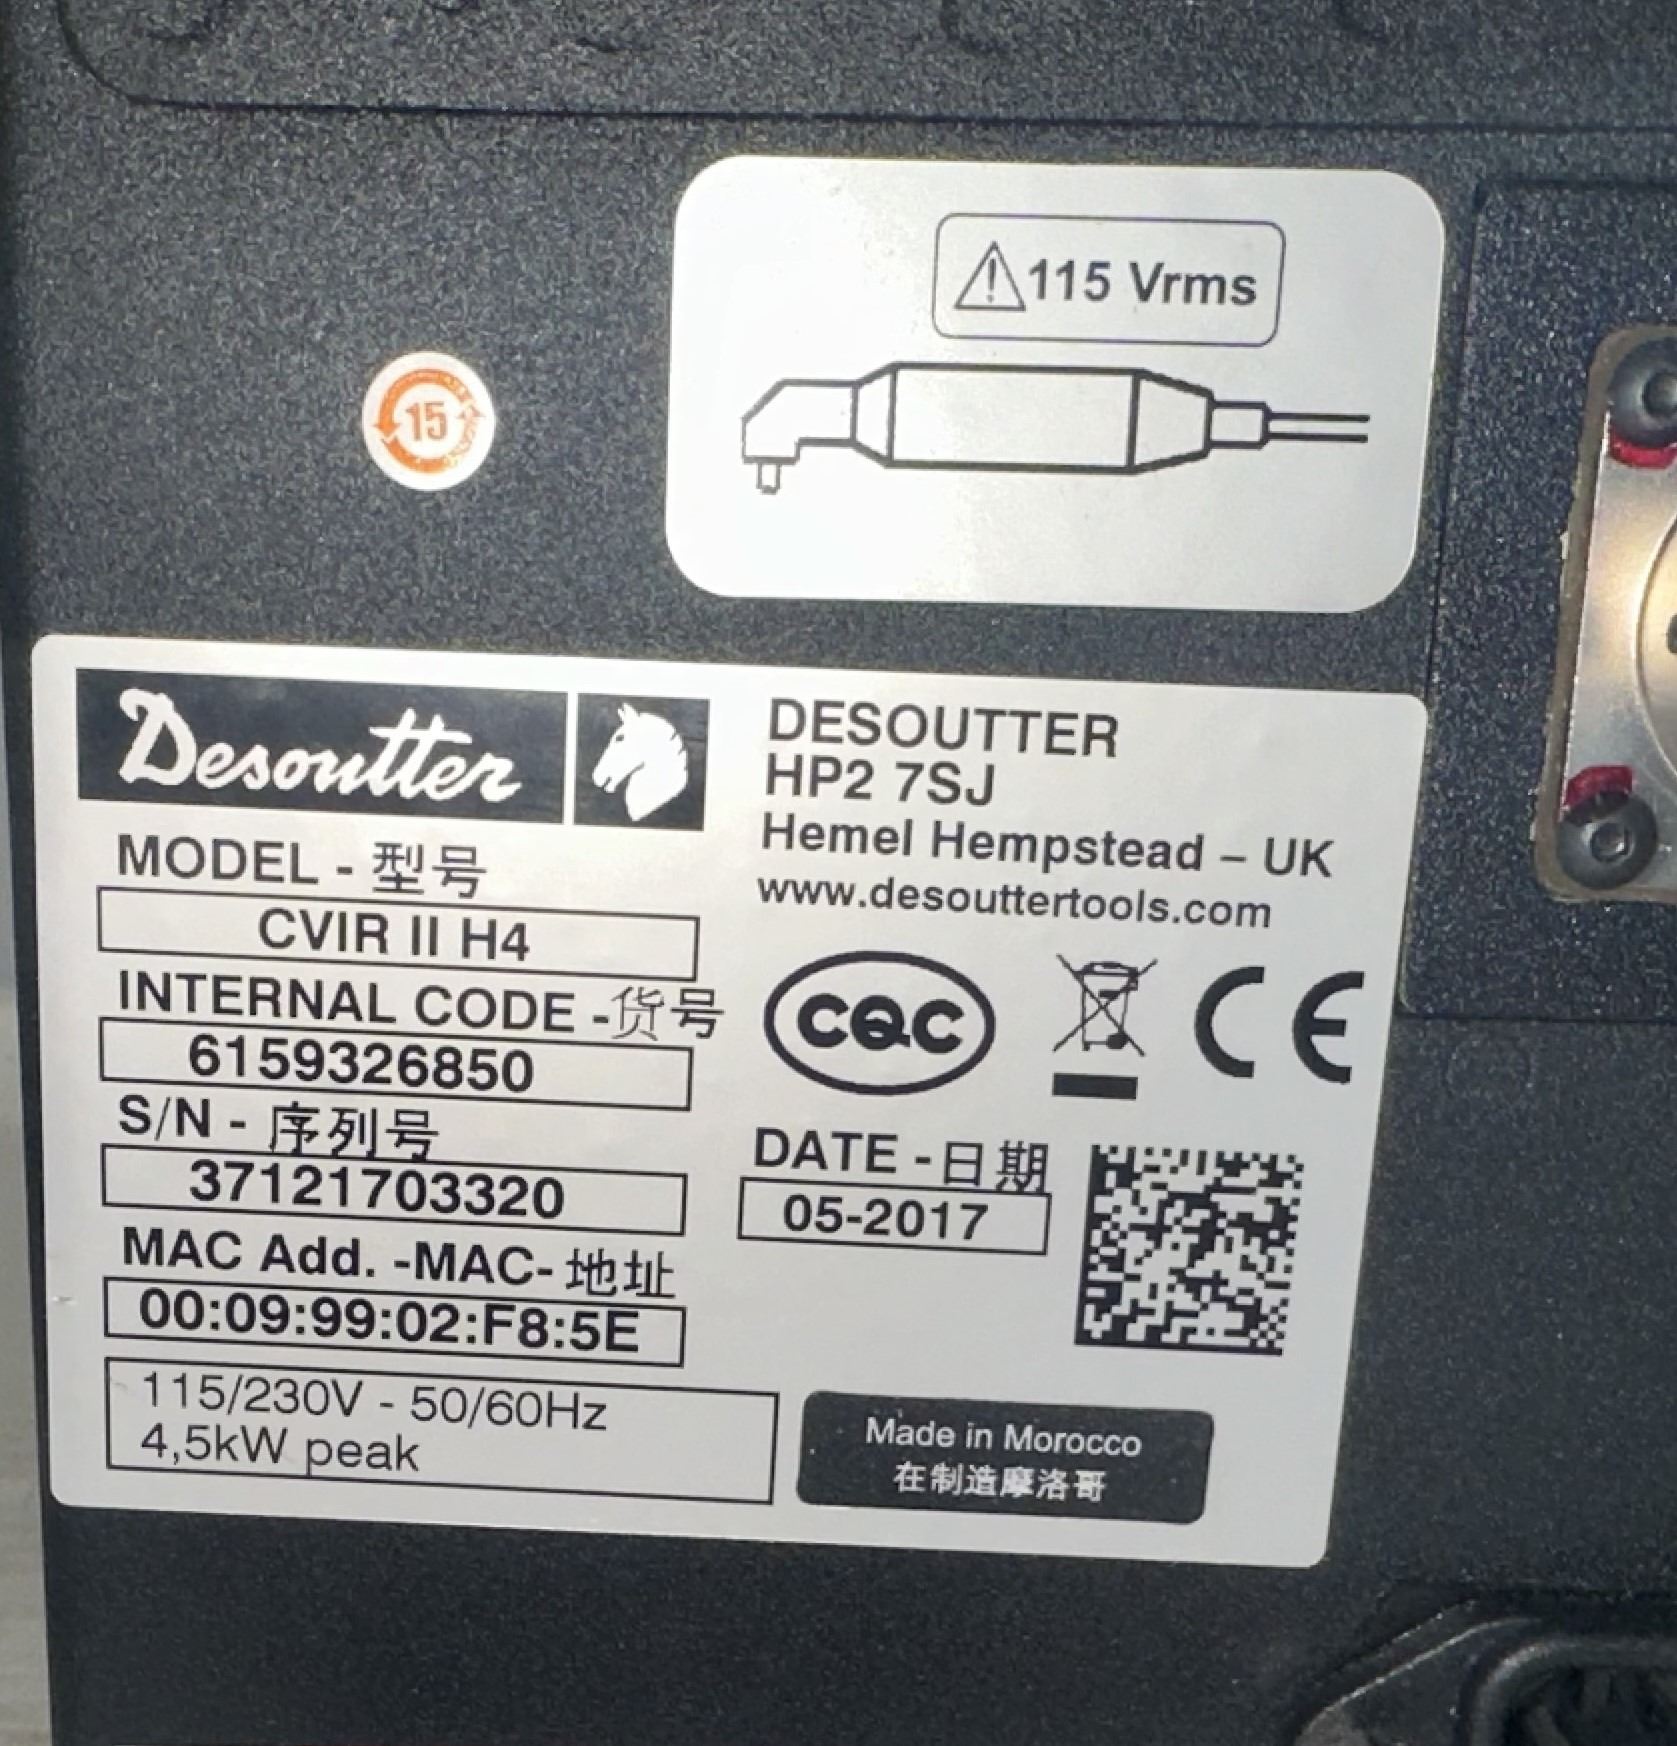 115 Vrms
15
Desoutter
DESOUTTER
HP2 7SJ
Hemel Hempstead – UK
www.desouttertools.com
MODEL - 型号
CVIR II H4
INTERNAL CODE -货号
6159326850
S/N - 序列号
37121703320
MAC Add. -MAC- 地址
00:09:99:02:F8:5E
115/230V - 50/60Hz
4,5kW peak
CQC
CE
DATE -日期
05-2017
Made in Morocco
在制造摩洛哥